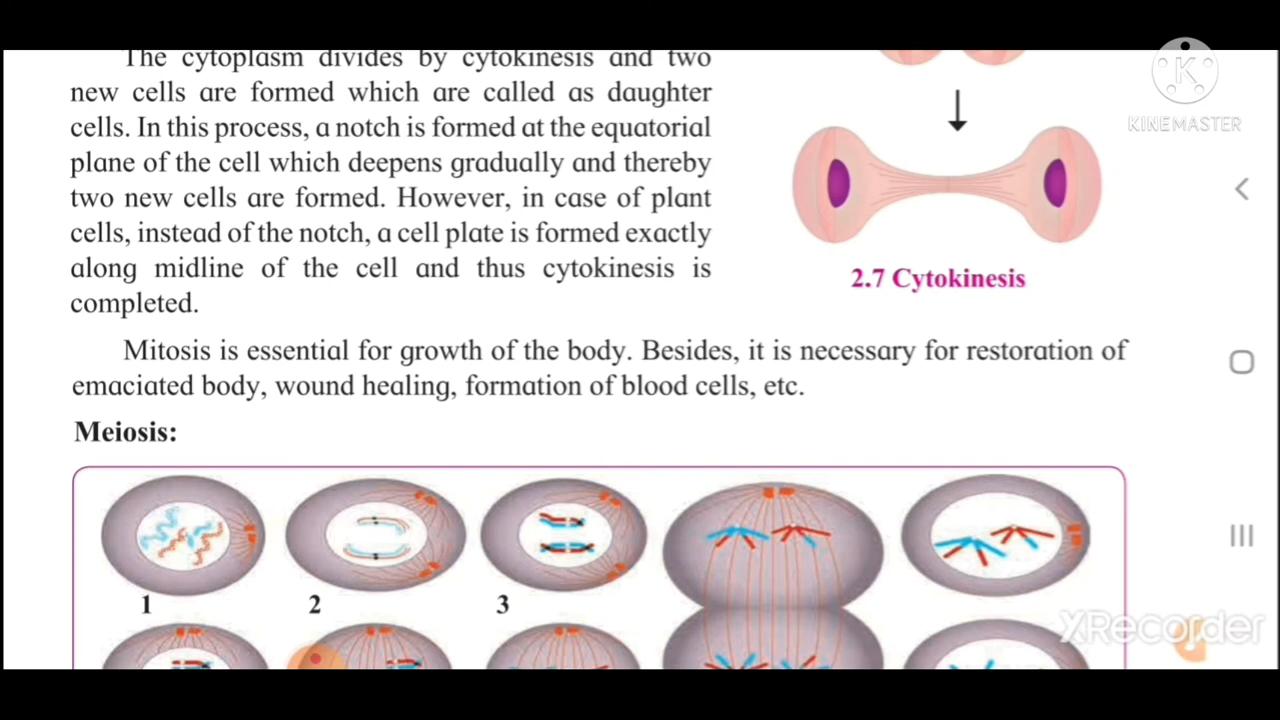 The cytoplasm divides by cytokinesis and two
new cells are formed which are called as daughter
cells. In this process, a notch is formed at the equatorial
plane of the cell which deepens gradually and thereby
two new cells are formed. However, in case of plant
cells, instead of the notch, a cell plate is formed exactly
along midline of the cell and thus cytokinesis is
completed.
K
KINEMASTER
2.7 Cytokinesis
Mitosis is essential for growth of the body. Besides, it is necessary for restoration of
emaciated body, wound healing, formation of blood cells, etc.
Meiosis:
1
2
3
XRecorder